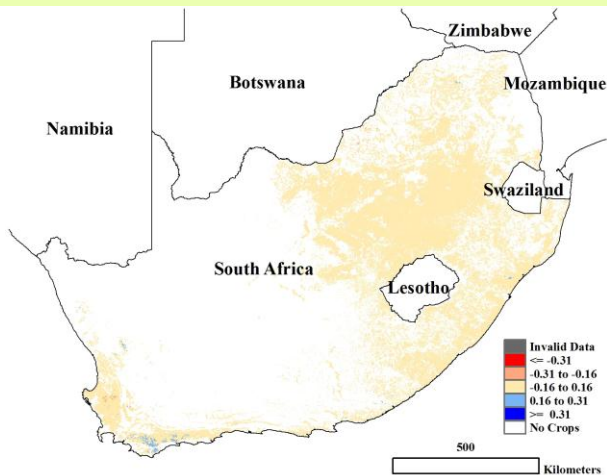 Zimbabwe
Botswana
Mozambique
Namibia
Swaziland
South Africa
Lesotho
Invalid Data
<= -0.31
-0.31 to -0.16
-0.16 to 0.16
0.16 to 0.31
>= 0.31
No Crops
500
Kilometers